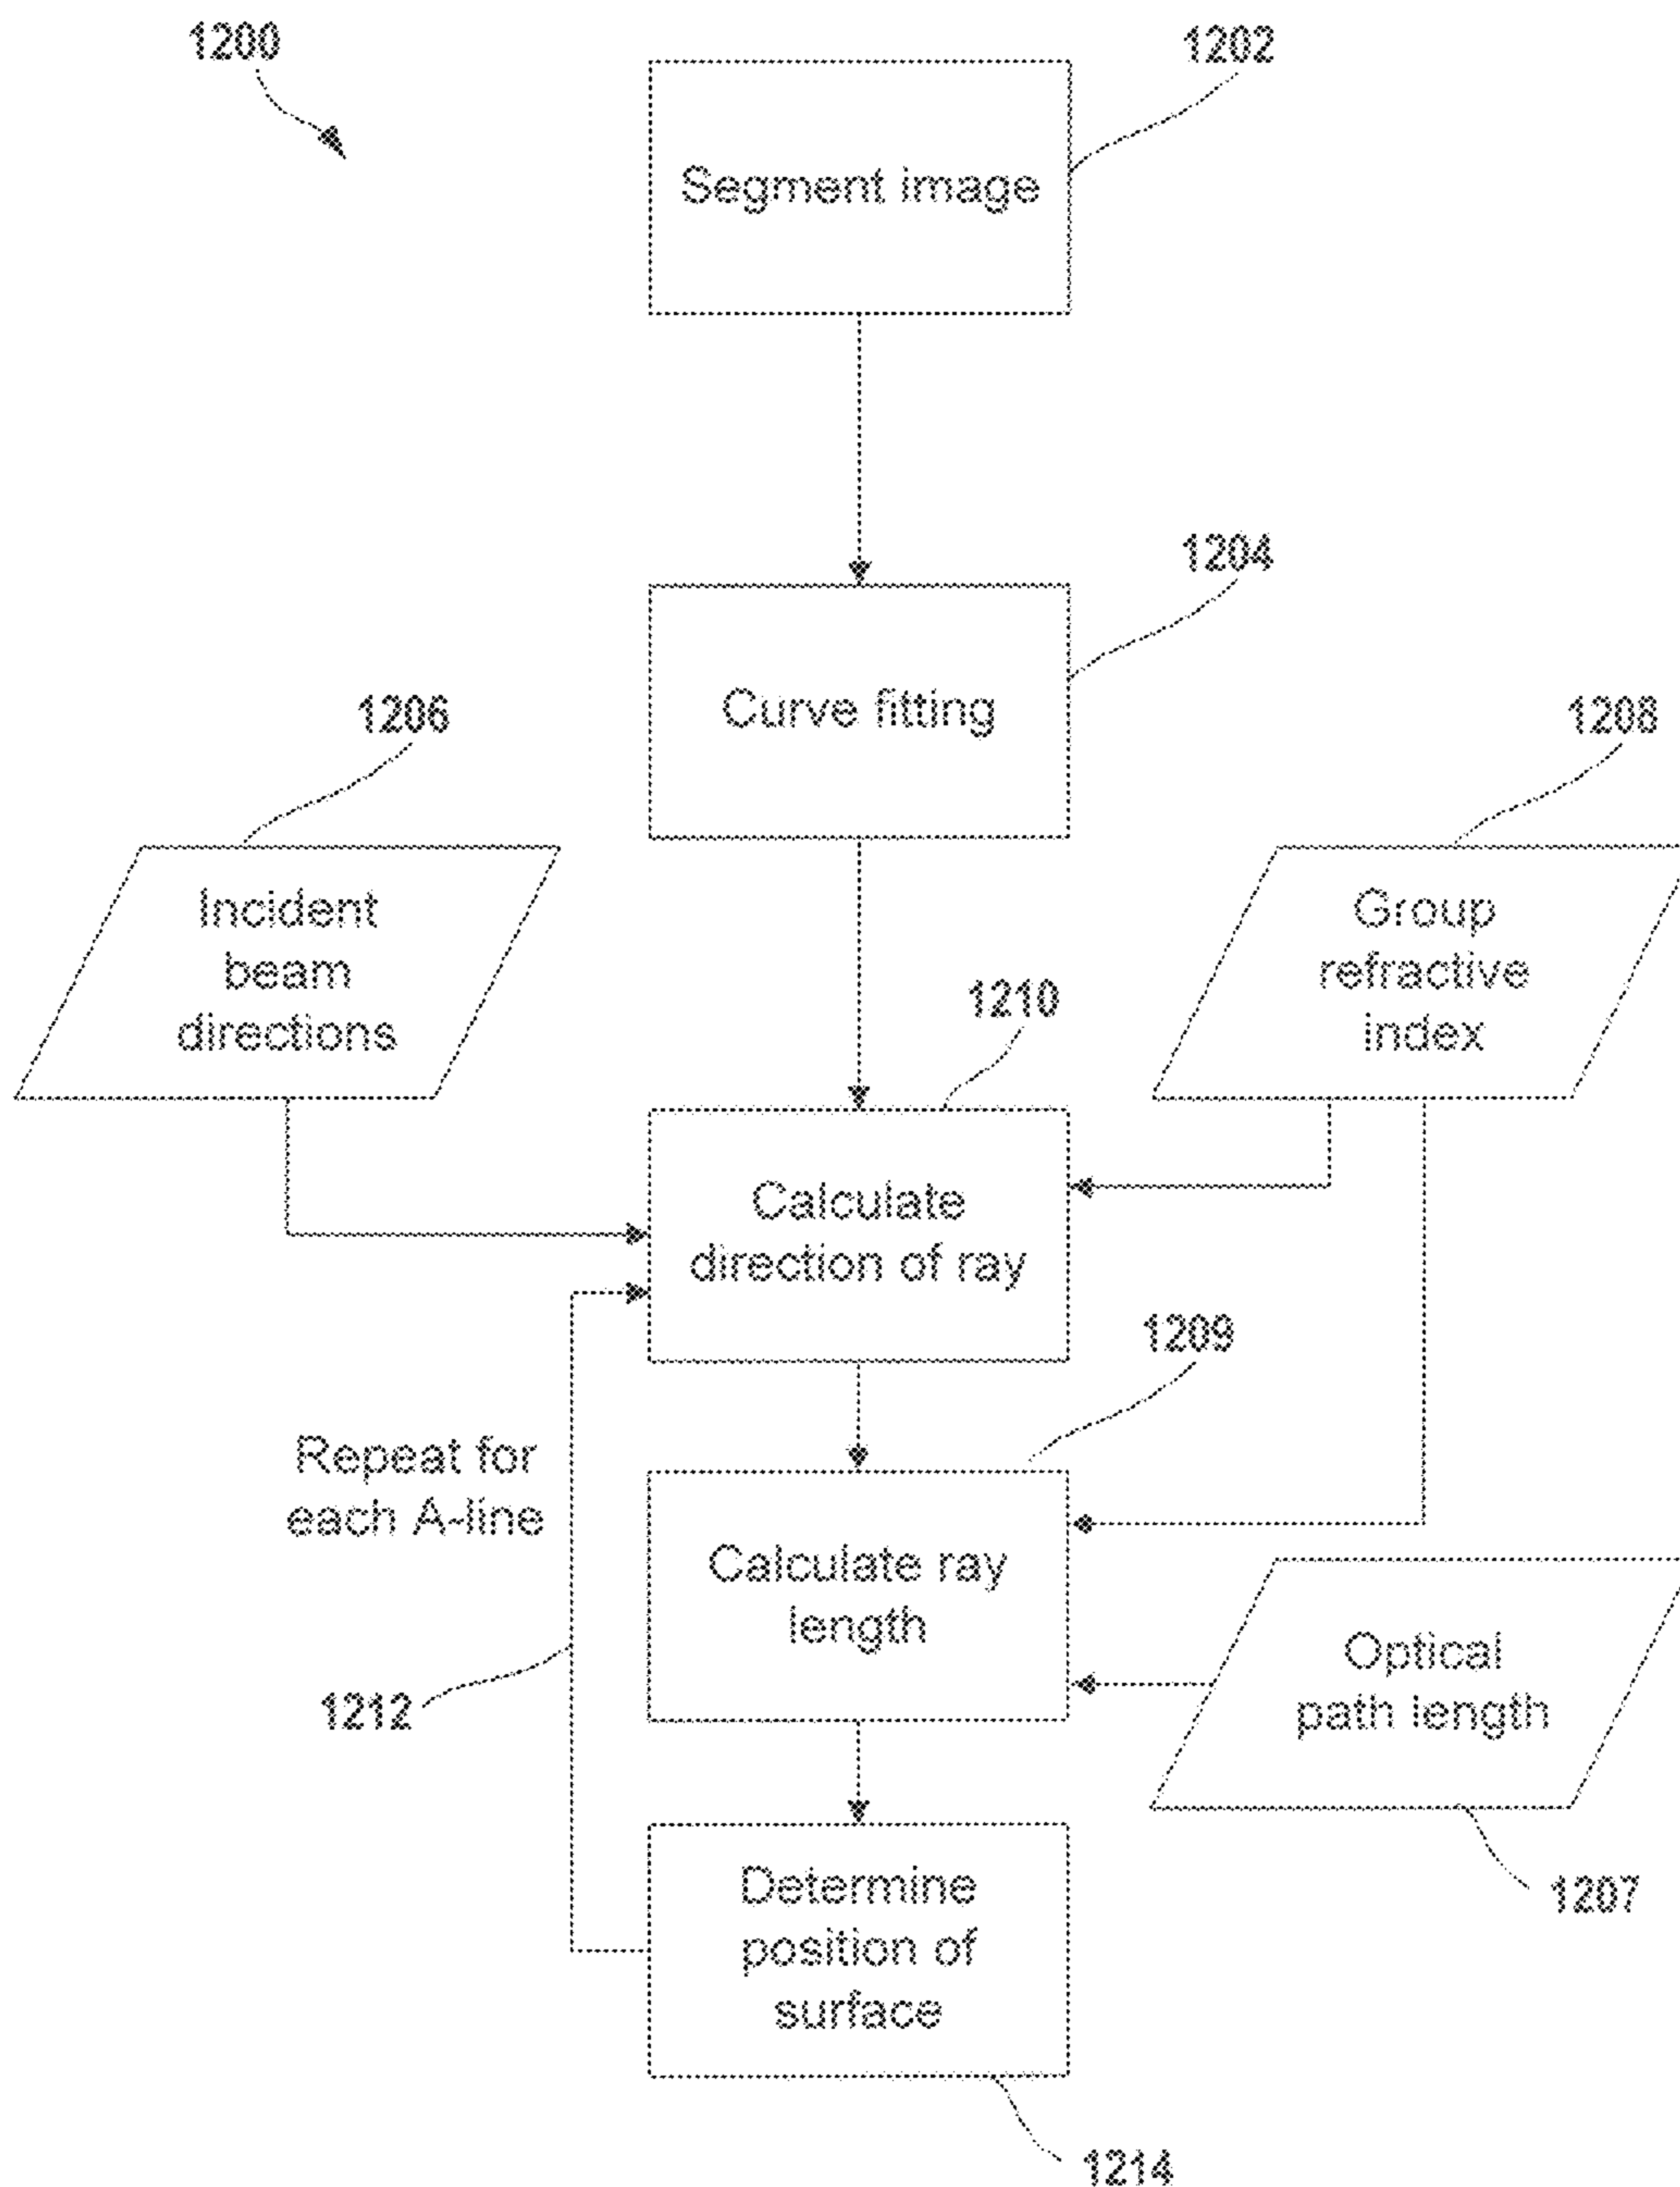 1200
1202
Segment image
1204
Curve fitting
1206
Incident
beam
directions
1208
Group
refractive
index
1210
Calculate
direction of ray
1209
Repeat for
each A-line
Calculate ray
length
1212
Optical
path length
1207
Determine
position of
surface
1214